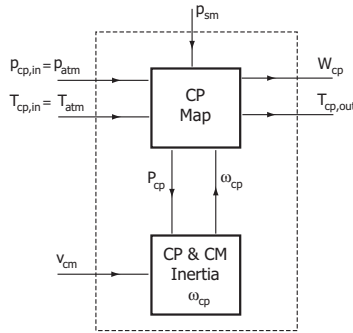 p_sm
p_cp,in = p_atm
W_cp
CP
Map
T_cp,in = T_atm
T_cp,out
P_cp
ω_cp
CP & CM
Inertia
v_cm
ω_cp